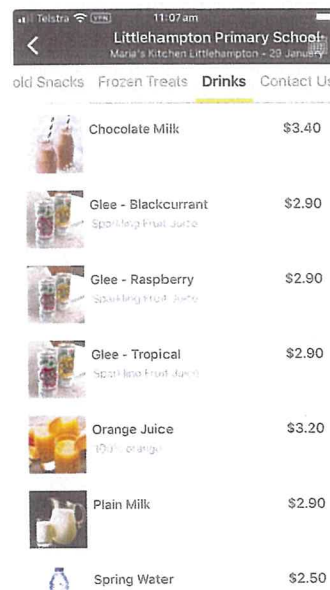 Telstra VPN 11:07 am
Littlehampton Primary School
Maria's Kitchen Littlehampton - 29 January
old Snacks Frozen Treats Drinks Contact Us
Chocolate Milk $3.40
Glee - Blackcurrant $2.90
Sparkling Fruit Juice
Glee - Raspberry $2.90
Sparkling Fruit Juice
Glee - Tropical $2.90
Sparkling Fruit Juice
Orange Juice $3.20
100% orange
Plain Milk $2.90
Spring Water $2.50